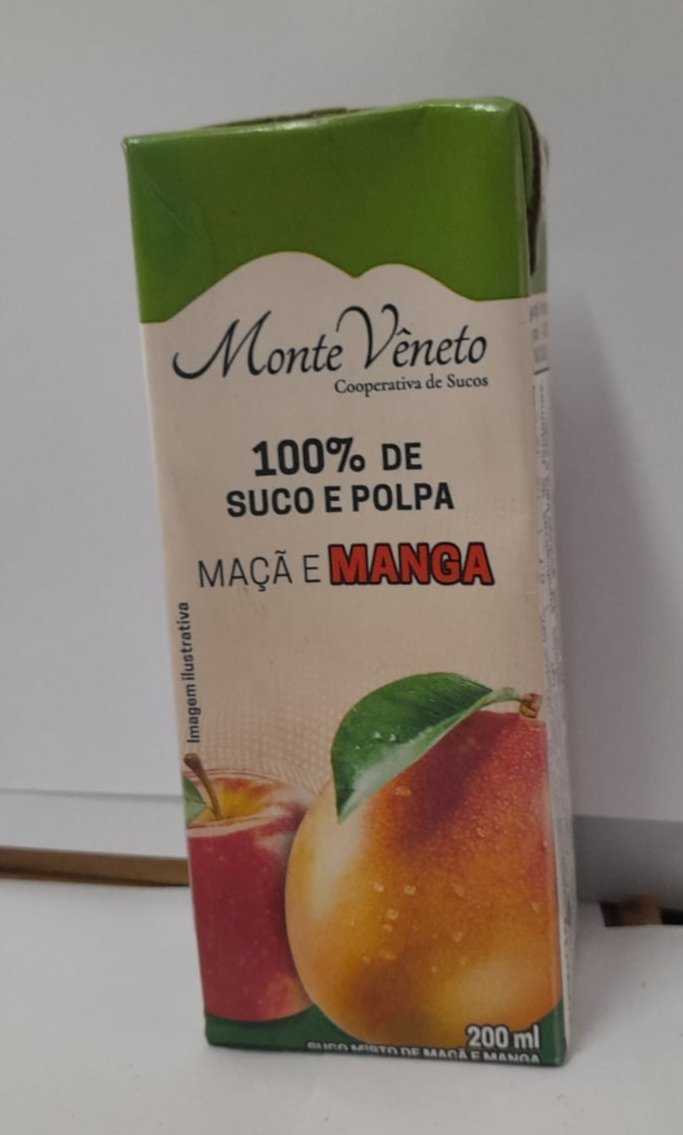 Monte Vêneto
Cooperativa de Sucos
100% DE
SUCO E POLPA
MAÇÃ E MANGA
Imagem ilustrativa
200 ml
SUCO MISTO DE MAÇÃ E MANGA